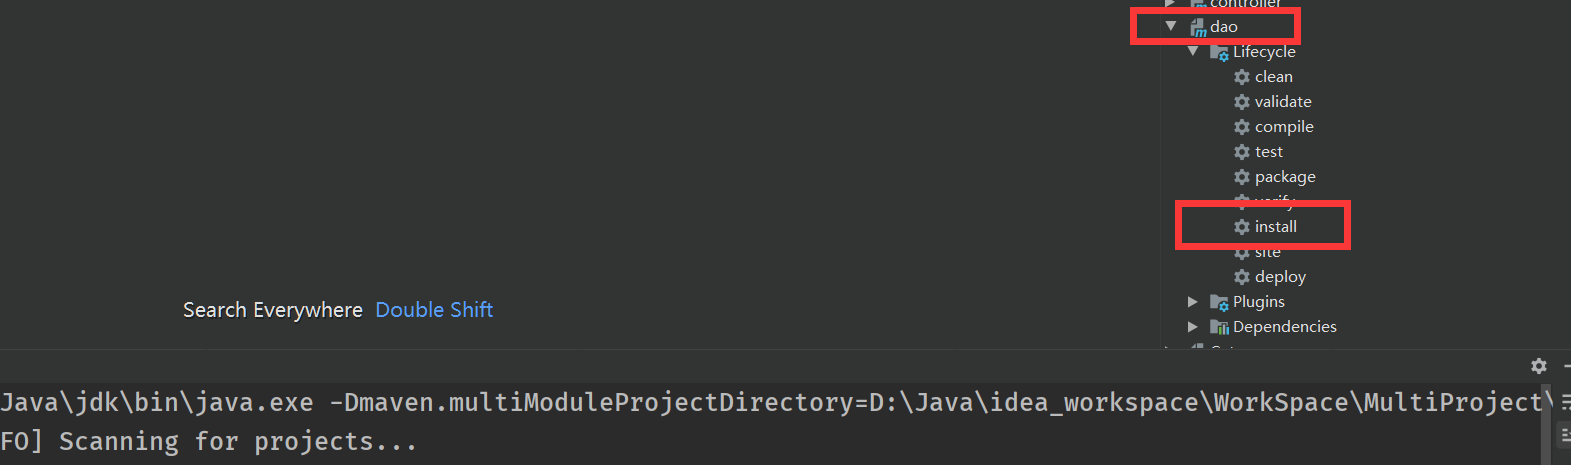 controller
dao
Lifecycle
clean
validate
compile
test
package
verify
install
site
deploy
Search Everywhere Double Shift
Plugins
Dependencies
Java\jdk\bin\java.exe -Dmaven.multiModuleProjectDirectory=D:\Java\idea_workspace\WorkSpace\MultiProject\
FO] Scanning for projects...